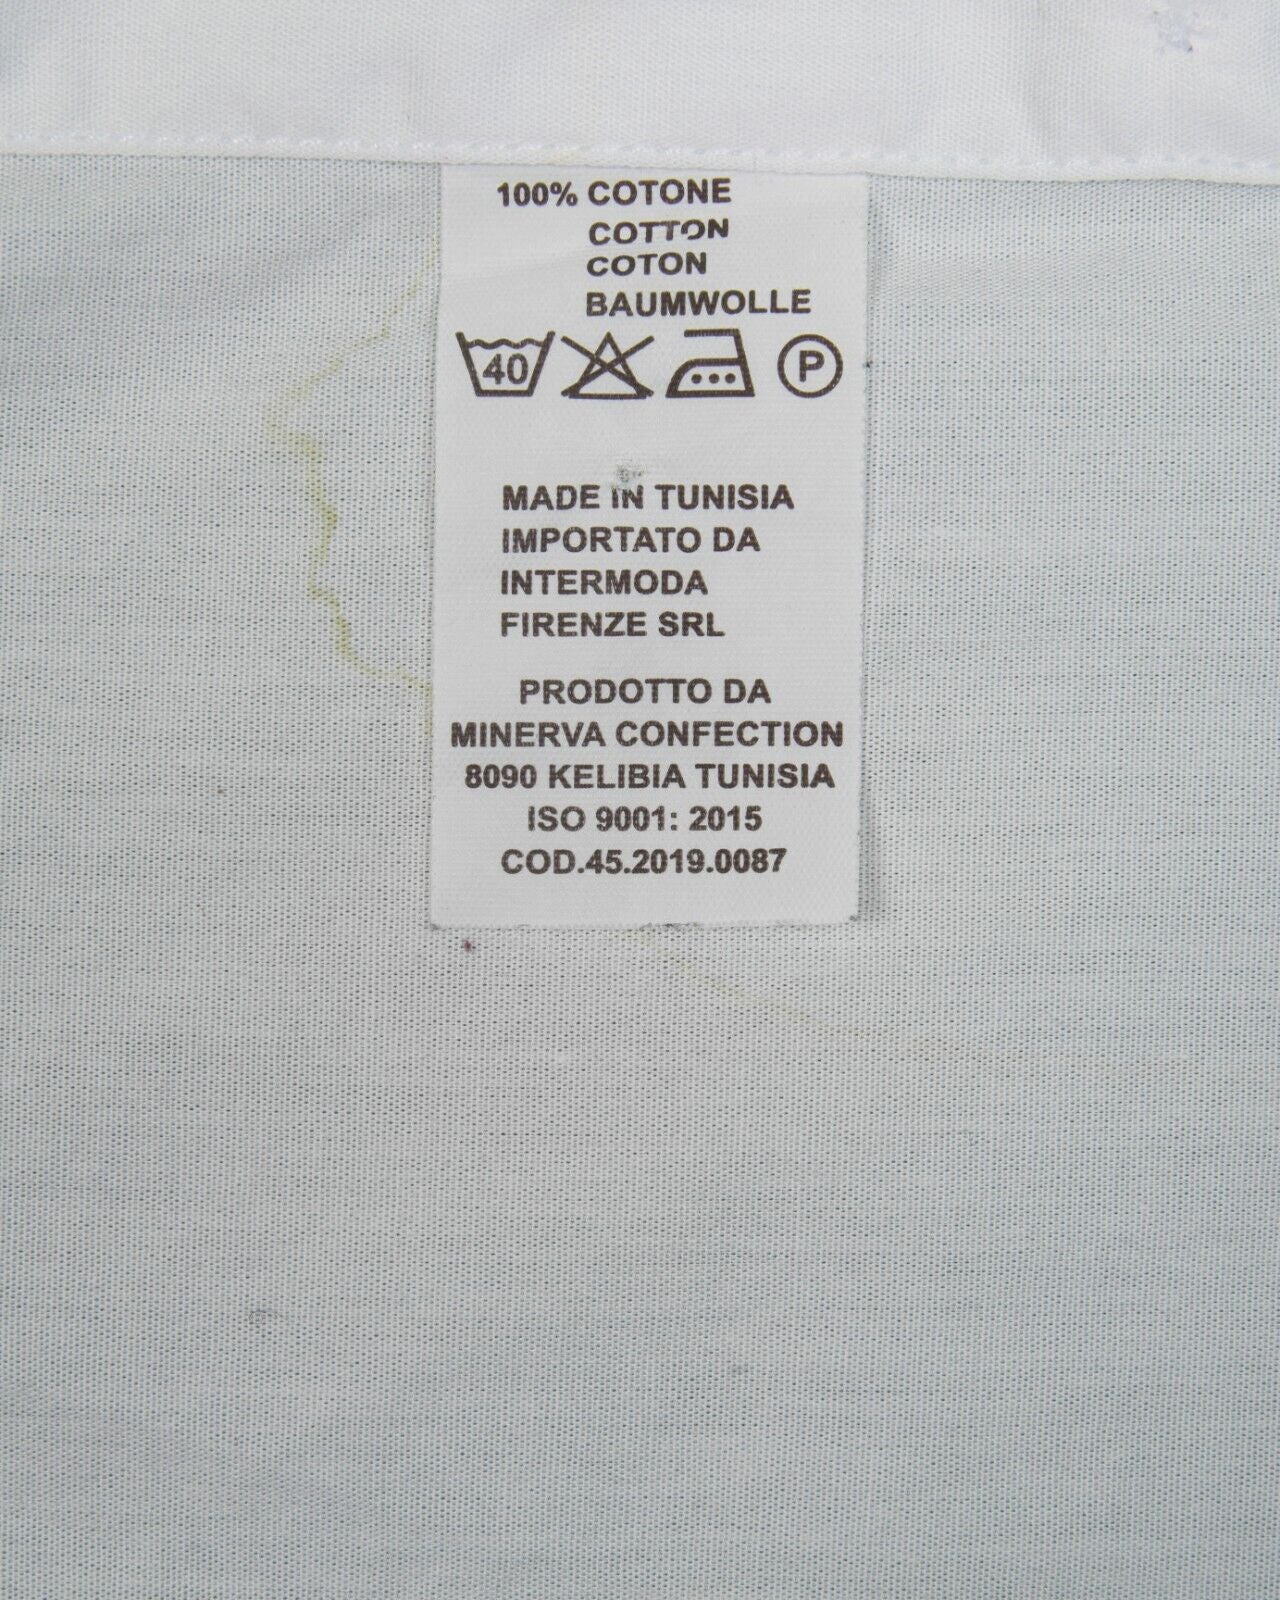 100% COTONE
COTTON
COTON
BAUMWOLLE
40 P
MADE IN TUNISIA
IMPORTATO DA
INTERMODA
FIRENZE SRL
PRODOTTO DA
MINERVA CONFECTION
8090 KELIBIA TUNISIA
ISO 9001: 2015
COD.45.2019.0087